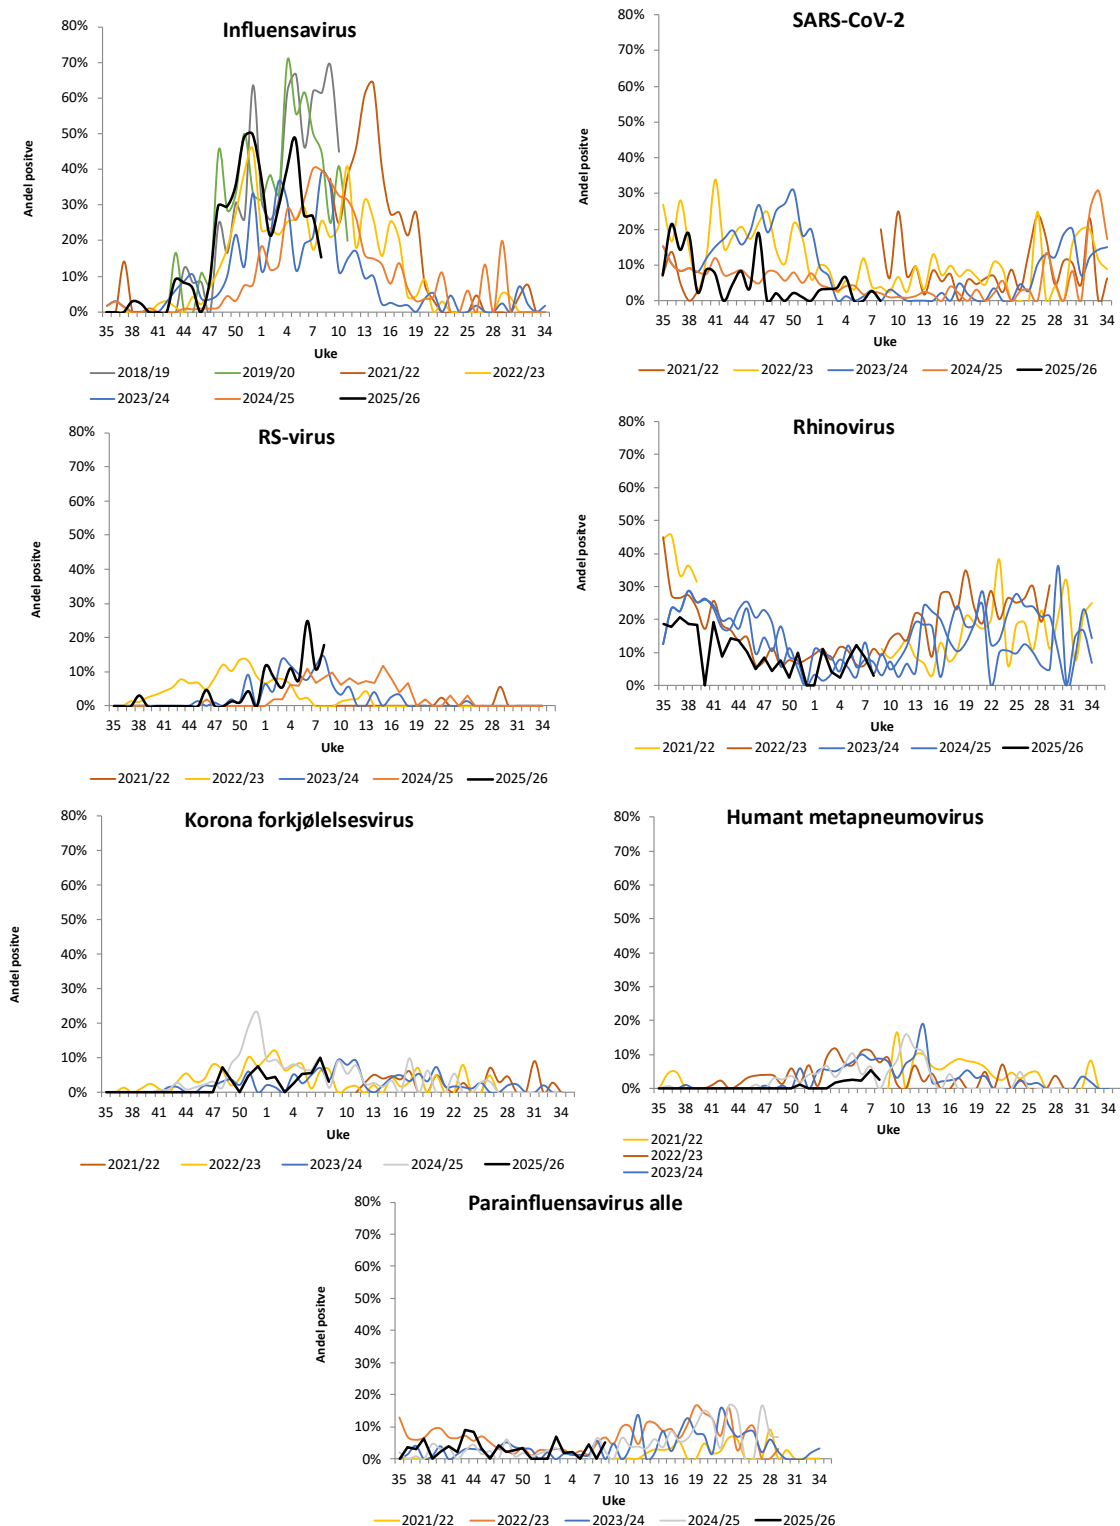 Influensavirus
Andel positve
80%
70%
60%
50%
40%
30%
20%
10%
0%
35 38 41 44 47 50 1 4 7 10 13 16 19 22 25 28 31 34
Uke
2018/19 2019/20 2021/22 2022/23
2023/24 2024/25 2025/26
SARS-CoV-2
Andel positve
80%
70%
60%
50%
40%
30%
20%
10%
0%
35 38 41 44 47 50 1 4 7 10 13 16 19 22 25 28 31 34
Uke
2021/22 2022/23 2023/24 2024/25 2025/26
RS-virus
Andel positve
80%
70%
60%
50%
40%
30%
20%
10%
0%
35 38 41 44 47 50 1 4 7 10 13 16 19 22 25 28 31 34
Uke
2021/22 2022/23 2023/24 2024/25 2025/26
Rhinovirus
Andel positve
80%
70%
60%
50%
40%
30%
20%
10%
0%
35 38 41 44 47 50 1 4 7 10 13 16 19 22 25 28 31 34
Uke
2021/22 2022/23 2023/24 2024/25 2025/26
Korona forkjølelsesvirus
Andel positve
80%
70%
60%
50%
40%
30%
20%
10%
0%
35 38 41 44 47 50 1 4 7 10 13 16 19 22 25 28 31 34
Uke
2021/22 2022/23 2023/24 2024/25 2025/26
Humant metapneumovirus
80%
70%
60%
50%
40%
30%
20%
10%
0%
35 38 41 44 47 50 1 4 7 10 13 16 19 22 25 28 31 34
Uke
2021/22
2022/23
2023/24
Parainfluensavirus alle
Andel positve
80%
70%
60%
50%
40%
30%
20%
10%
0%
35 38 41 44 47 50 1 4 7 10 13 16 19 22 25 28 31 34
Uke
2021/22 2022/23 2023/24 2024/25 2025/26